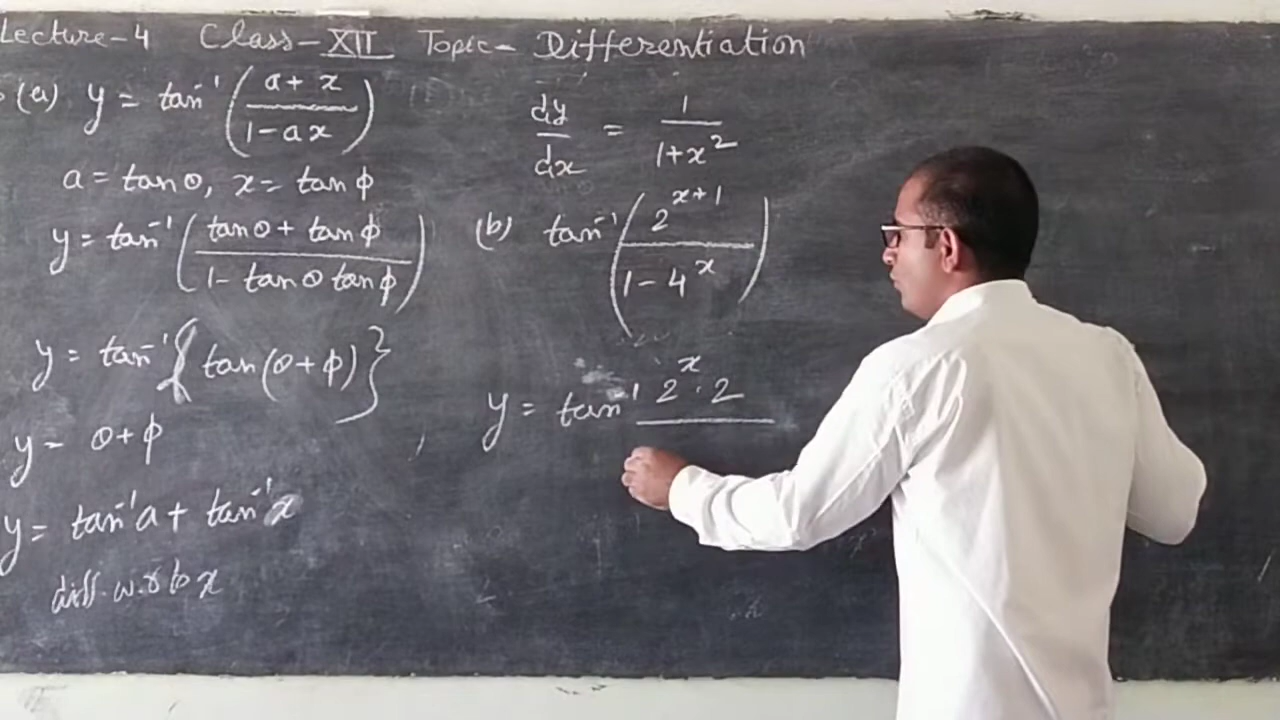 Lecture-4 Class-XII Topic- Differentiation
(a) y = tan⁻¹((a+x)/(1-ax))
a = tanθ, x = tanϕ
y = tan⁻¹((tanθ + tanϕ)/(1 - tanθ tanϕ))
y = tan⁻¹{tan(θ+ϕ)}
y = θ+ϕ
y = tan⁻¹a + tan⁻¹x
diff. w.r to x
dy/dx = 1/(1+x²)
(b) tan⁻¹(2^(x+1)/(1-4^x))
y = tan⁻¹ 2^x · 2